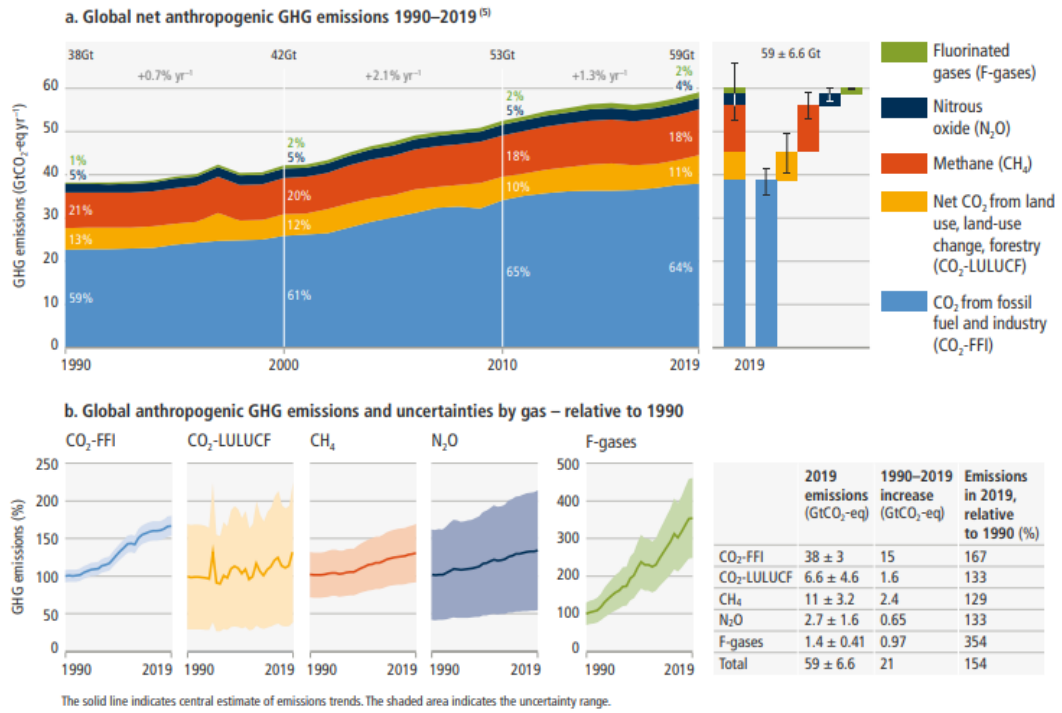 a. Global net anthropogenic GHG emissions 1990–2019 (5)
38Gt
42Gt
53Gt
59Gt
59 ± 6.6 Gt
+0.7% yr⁻¹
+2.1% yr⁻¹
+1.3% yr⁻¹
GHG emissions (GtCO₂-eq yr⁻¹)
60
50
40
30
20
10
0
1%
5%
21%
13%
59%
2%
5%
20%
12%
61%
2%
5%
18%
10%
65%
2%
4%
18%
11%
64%
1990
2000
2010
2019
2019
Fluorinated
gases (F-gases)
Nitrous
oxide (N₂O)
Methane (CH₄)
Net CO₂ from land
use, land-use
change, forestry
(CO₂-LULUCF)
CO₂ from fossil
fuel and industry
(CO₂-FFI)
b. Global anthropogenic GHG emissions and uncertainties by gas – relative to 1990
CO₂-FFI
CO₂-LULUCF
CH₄
N₂O
F-gases
GHG emissions (%)
250
200
150
100
50
0
500
400
300
200
100
0
1990 2019
1990 2019
1990 2019
1990 2019
1990 2019
2019 emissions (GtCO₂-eq) 1990–2019 increase (GtCO₂-eq) Emissions in 2019, relative to 1990 (%)
CO₂-FFI 38 ± 3 15 167
CO₂-LULUCF 6.6 ± 4.6 1.6 133
CH₄ 11 ± 3.2 2.4 129
N₂O 2.7 ± 1.6 0.65 133
F-gases 1.4 ± 0.41 0.97 354
Total 59 ± 6.6 21 154
The solid line indicates central estimate of emissions trends. The shaded area indicates the uncertainty range.